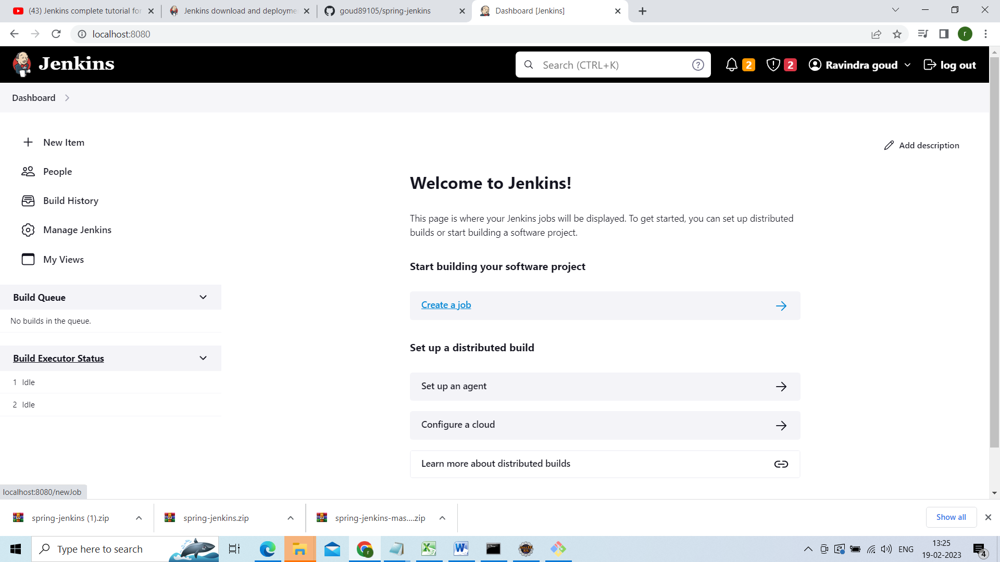 (43) Jenkins complete tutorial for
Jenkins download and deployme
goud89105/spring-jenkins
Dashboard [Jenkins]
localhost:8080
r
Jenkins
Search (CTRL+K)
2
2
Ravindra goud
log out
Dashboard
New Item
People
Build History
Manage Jenkins
My Views
Build Queue
No builds in the queue.
Build Executor Status
1 Idle
2 Idle
Add description
Welcome to Jenkins!
This page is where your Jenkins jobs will be displayed. To get started, you can set up distributed
builds or start building a software project.
Start building your software project
Create a job
Set up a distributed build
Set up an agent
Configure a cloud
Learn more about distributed builds
localhost:8080/newJob
spring-jenkins (1).zip
spring-jenkins.zip
spring-jenkins-mas....zip
Show all
Type here to search
ENG
13:25
19-02-2023
4